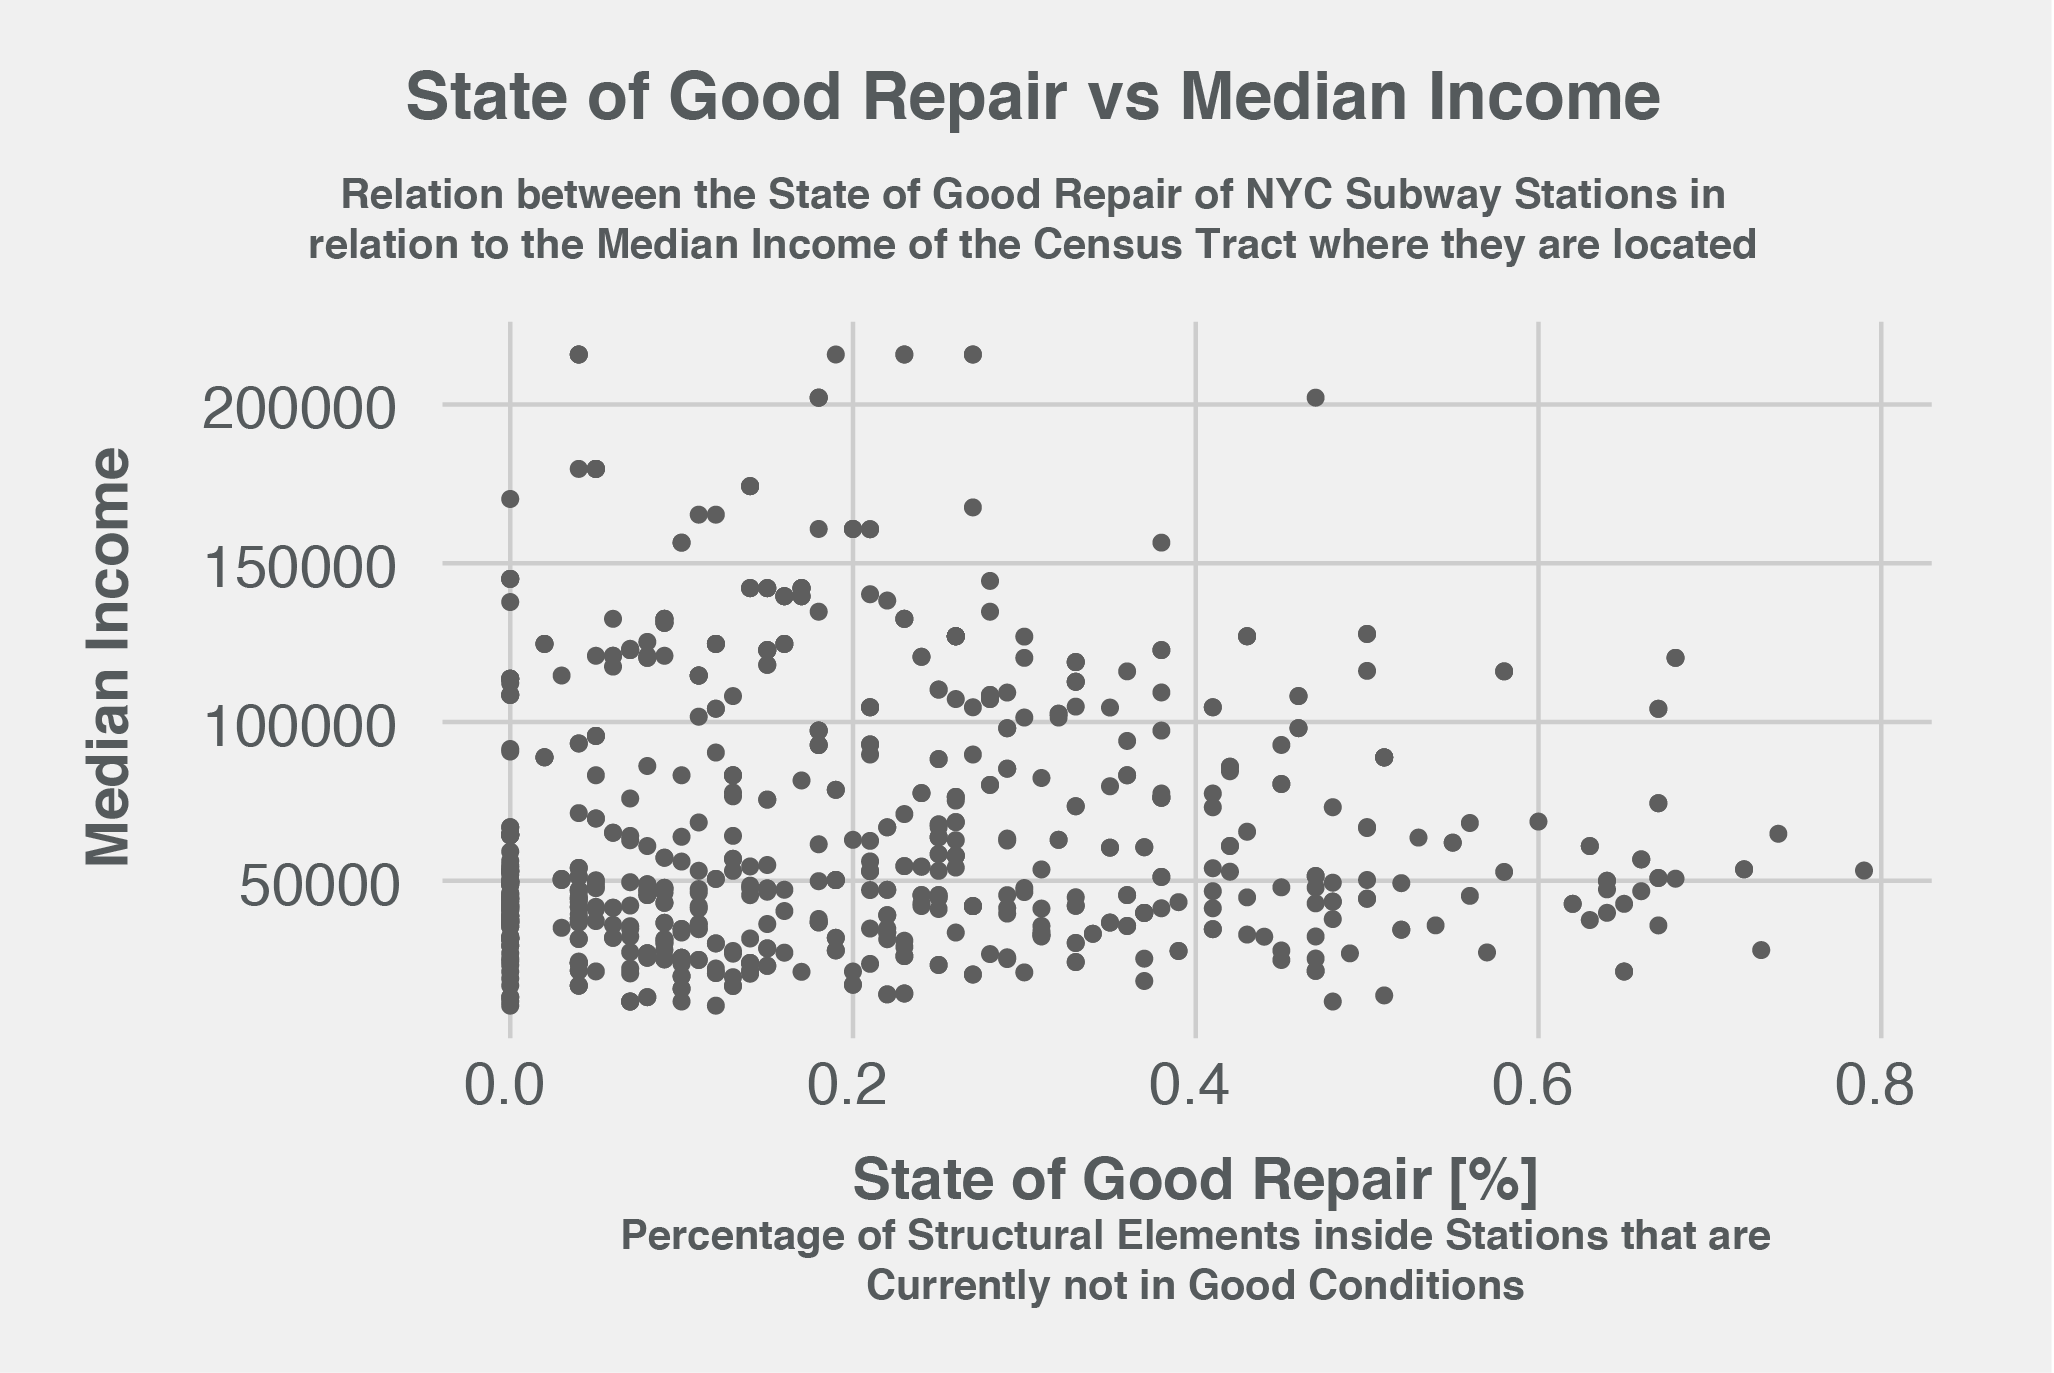 State of Good Repair vs Median Income
Relation between the State of Good Repair of NYC Subway Stations in
relation to the Median Income of the Census Tract where they are located
Median Income
200000
150000
100000
50000
0.0
0.2
0.4
0.6
0.8
State of Good Repair [%]
Percentage of Structural Elements inside Stations that are
Currently not in Good Conditions